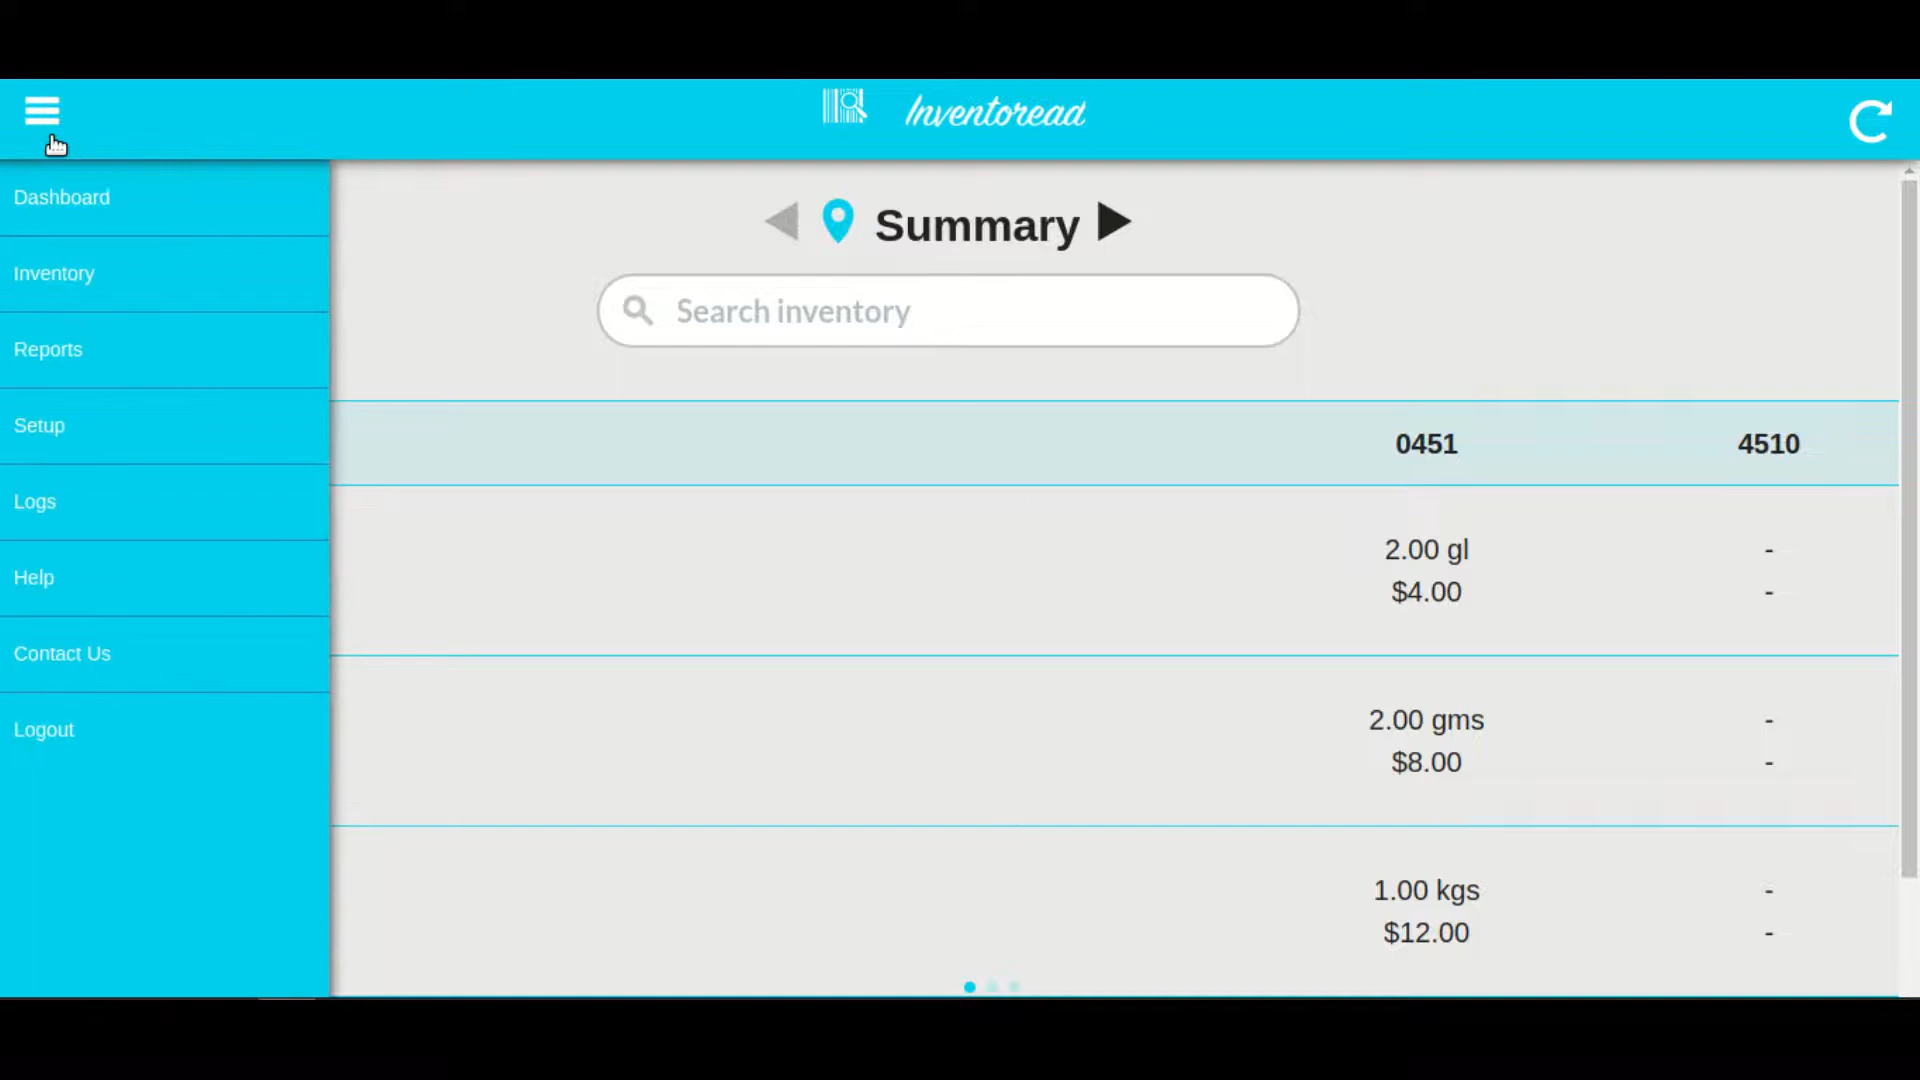 Inventoread
Dashboard
Inventory
Reports
Setup
Logs
Help
Contact Us
Logout
Summary
Search inventory
0451 4510
2.00 gl -
$4.00 -
2.00 gms -
$8.00 -
1.00 kgs -
$12.00 -